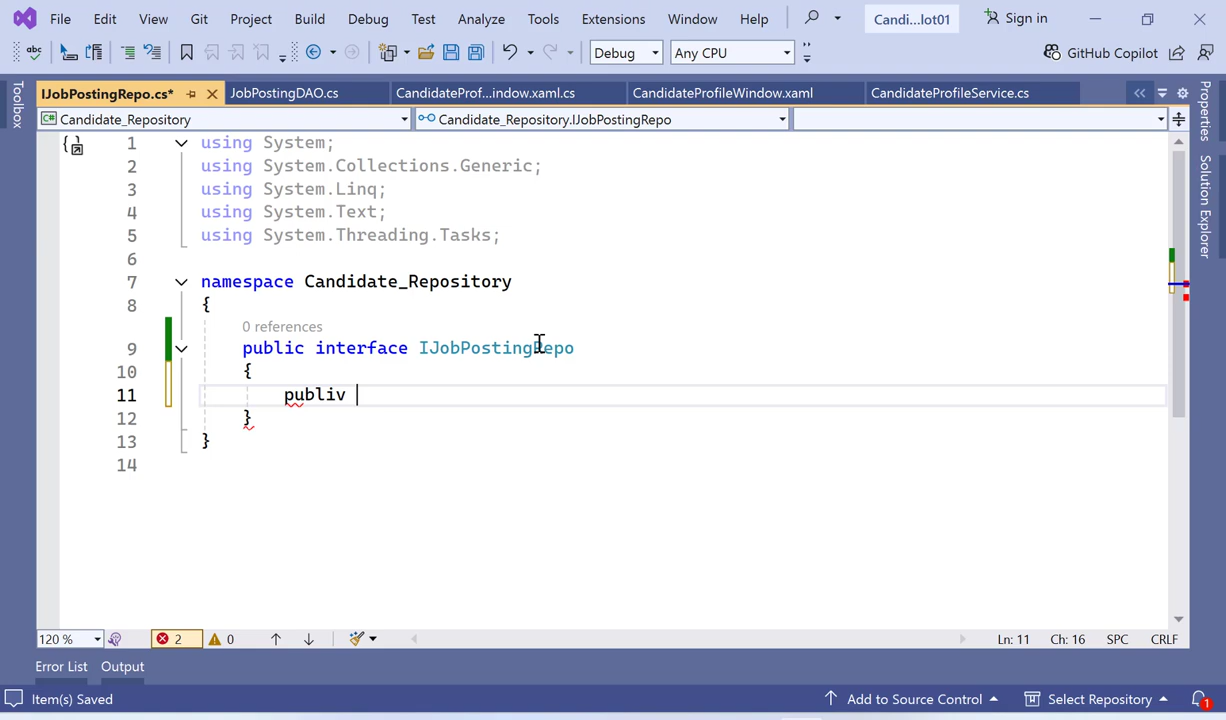 File Edit View Git Project Build Debug Test Analyze Tools Extensions Window Help Candi...lot01 Sign in
abc Debug Any CPU GitHub Copilot
IJobPostingRepo.cs* JobPostingDAO.cs CandidateProf...indow.xaml.cs CandidateProfileWindow.xaml CandidateProfileService.cs
C# Candidate_Repository Candidate_Repository.IJobPostingRepo
Toolbox
Properties
Solution Explorer
1 using System;
2 using System.Collections.Generic;
3 using System.Linq;
4 using System.Text;
5 using System.Threading.Tasks;
6
7 namespace Candidate_Repository
8 {
0 references
9 public interface IJobPostingRepo
10 {
11 publiv
12 }
13 }
14
120 % 2 0 Ln: 11 Ch: 16 SPC CRLF
Error List Output
Item(s) Saved Add to Source Control Select Repository 1